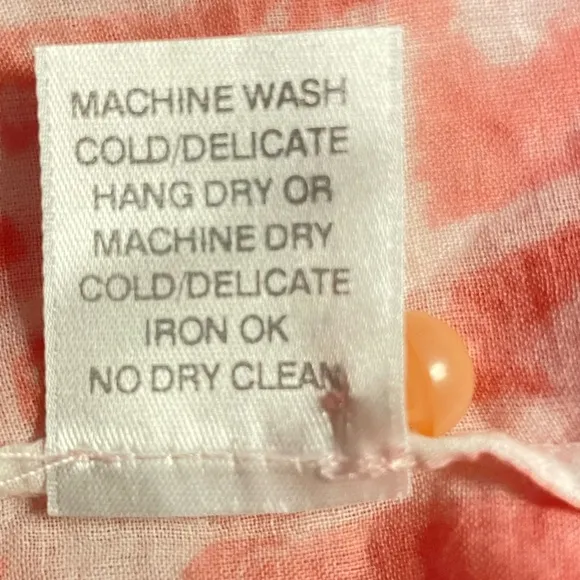 MACHINE WASH
COLD/DELICATE
HANG DRY OR
MACHINE DRY
COLD/DELICATE
IRON OK
NO DRY CLEAN